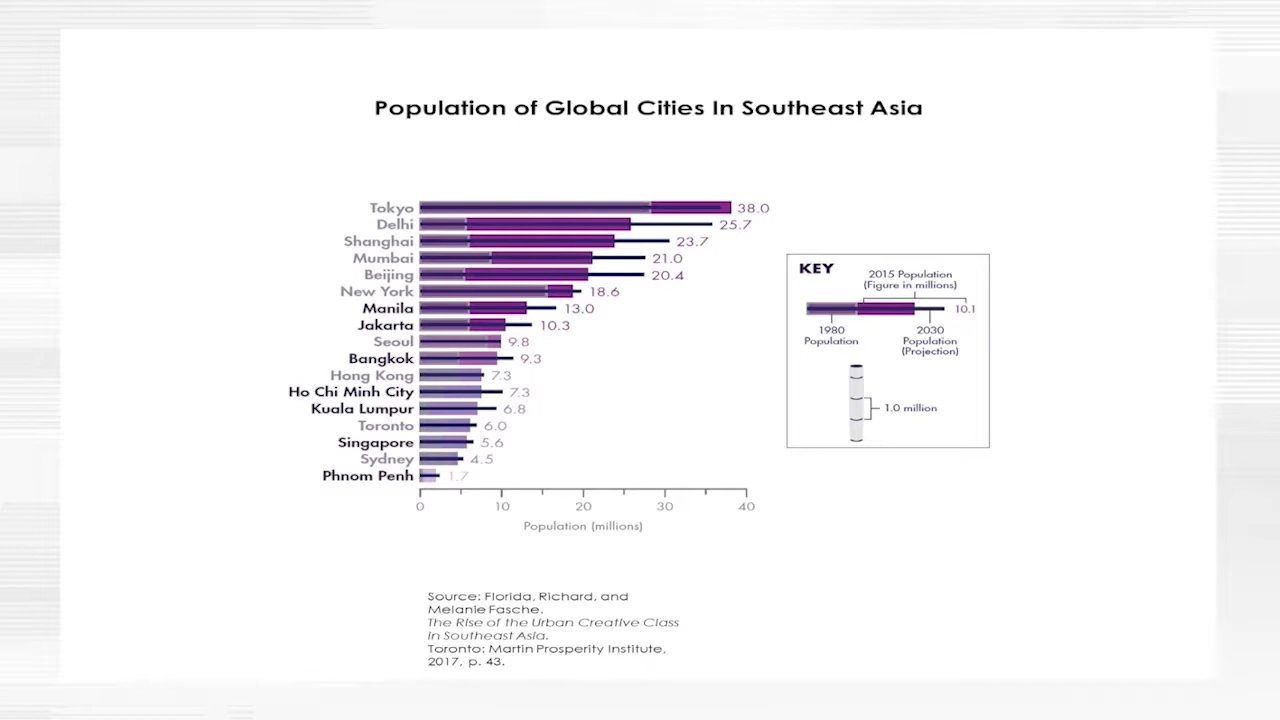 Population of Global Cities In Southeast Asia
Tokyo 38.0
Delhi 25.7
Shanghai 23.7
Mumbai 21.0
Beijing 20.4
New York 18.6
Manila 13.0
Jakarta 10.3
Seoul 9.8
Bangkok 9.3
Hong Kong 7.3
Ho Chi Minh City 7.3
Kuala Lumpur 6.8
Toronto 6.0
Singapore 5.6
Sydney 4.5
Phnom Penh 1.7
0 10 20 30 40
Population (millions)
KEY
2015 Population
(Figure in millions)
10.1
1980
Population
2030
Population
(Projection)
1.0 million
Source: Florida, Richard, and
Melanie Fasche.
The Rise of the Urban Creative Class
in Southeast Asia.
Toronto: Martin Prosperity Institute,
2017. p. 43.